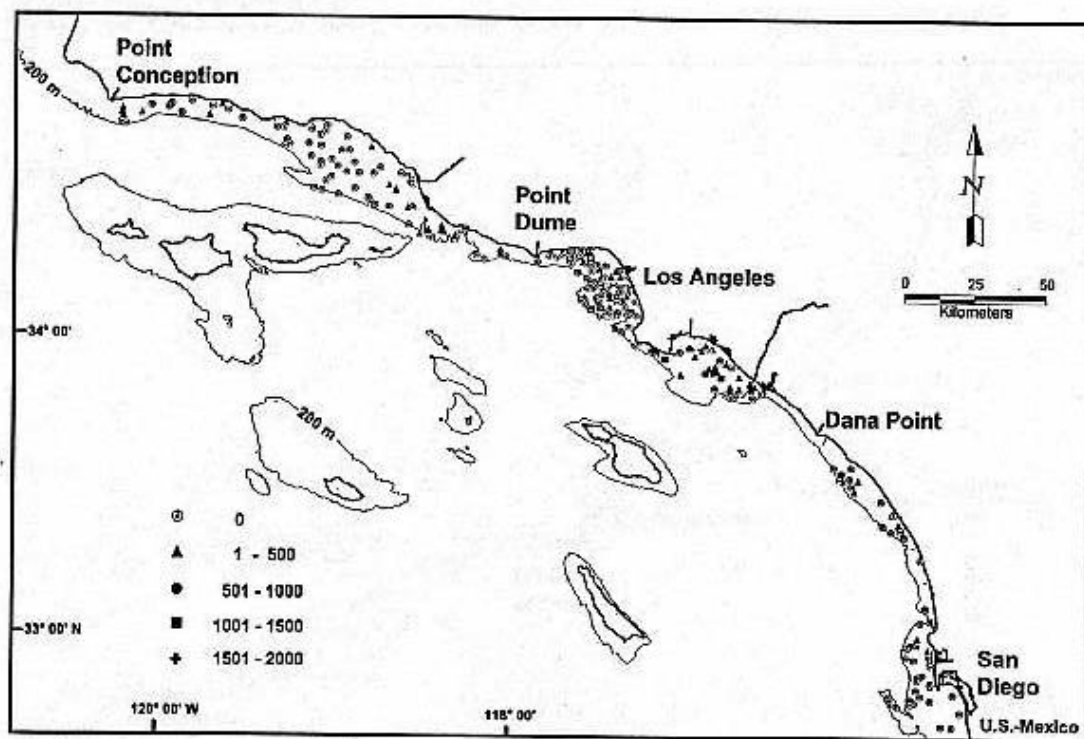 Point
Conception
200 m
Point
Dume
N
Los Angeles
0 25 50
Kilometers
34° 00'
Dana Point
200 m
0
1 - 500
501 - 1000
1001 - 1500
1501 - 2000
33° 00' N
San
Diego
U.S.-Mexico
120° 00' W
118° 00'